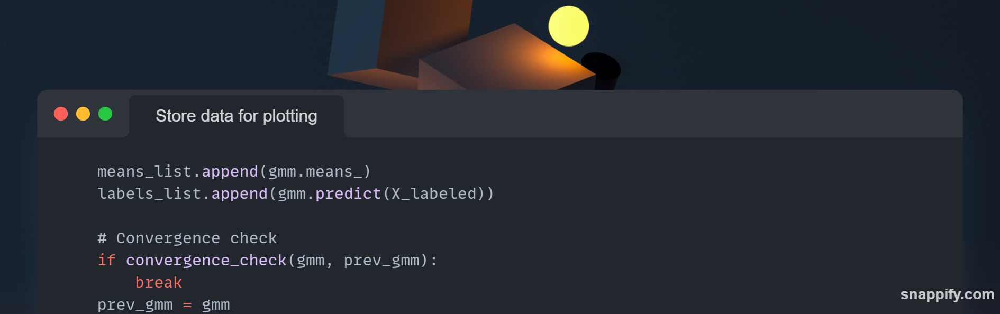 Store data for plotting
means_list.append(gmm.means_)
labels_list.append(gmm.predict(X_labeled))
# Convergence check
if convergence_check(gmm, prev_gmm):
    break
prev_gmm = gmm
snappify.com